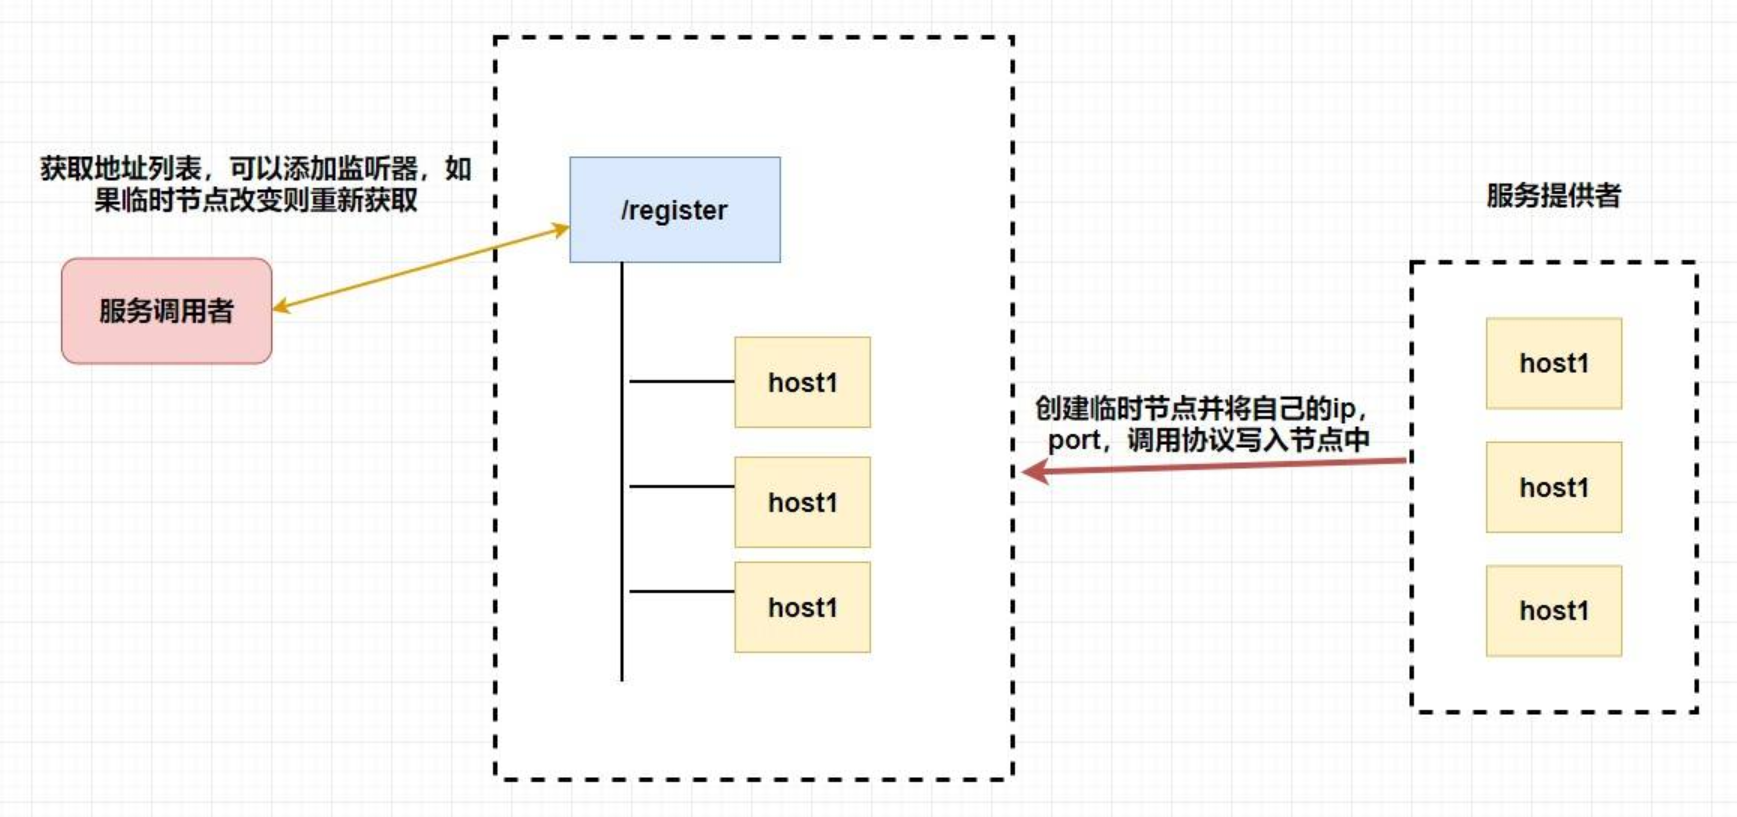 获取地址列表，可以添加监听器，如
果临时节点改变则重新获取
服务调用者
/register
host1
host1
host1
创建临时节点并将自己的ip，
port，调用协议写入节点中
服务提供者
host1
host1
host1